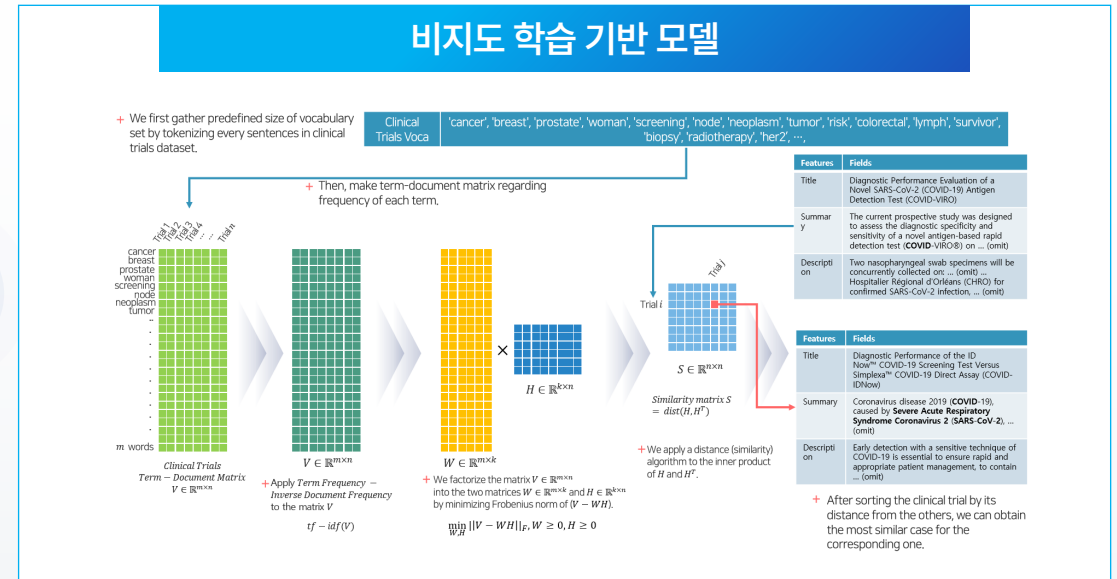 비지도 학습 기반 모델
+ We first gather predefined size of vocabulary
set by tokenizing every sentences in clinical
trials dataset.
Clinical
Trials Voca
'cancer', 'breast', 'prostate', 'woman', 'screening', 'node', 'neoplasm', 'tumor', 'risk', 'colorectal', 'lymph', 'survivor',
'biopsy', 'radiotherapy', 'her2', ⋯,
+ Then, make term-document matrix regarding
frequency of each term.
Trial 1
Trial 2
Trial 3
Trial 4
...
...
Trial n
cancer
breast
prostate
woman
screening
node
neoplasm
tumor
..
.
.
.
.
.
.
.
m words
Clinical Trials
Term − Document Matrix
V ∈ ℝ^{m×n}
V ∈ ℝ^{m×n}
+ Apply Term Frequency −
Inverse Document Frequency
to the matrix V
tf − idf(V)
W ∈ ℝ^{m×k}
×
H ∈ ℝ^{k×n}
+ We factorize the matrix V ∈ ℝ^{m×n}
into the two matrices W ∈ ℝ^{m×k} and H ∈ ℝ^{k×n}
by minimizing Frobenius norm of (V − WH).
min_{W,H} ||V − WH||_F, W ≥ 0, H ≥ 0
Trial i
Trial j
S ∈ ℝ^{n×n}
Similarity matrix S
= dist(H, H^T)
+ We apply a distance (similarity)
algorithm to the inner product
of H and H^T.
Features Fields
Title
Diagnostic Performance Evaluation of a
Novel SARS-CoV-2 (COVID-19) Antigen
Detection Test (COVID-VIRO)
Summar
y
The current prospective study was designed
to assess the diagnostic specificity and
sensitivity of a novel antigen-based rapid
detection test (COVID-VIRO®) on ... (omit)
Descripti
on
Two nasopharyngeal swab specimens will be
concurrently collected on: ... (omit) ...
Hospitalier Régional d'Orléans (CHRO) for
confirmed SARS-CoV-2 infection, ... (omit)
Features Fields
Title
Diagnostic Performance of the ID
Now™ COVID-19 Screening Test Versus
Simplexa™ COVID-19 Direct Assay (COVID-
IDNow)
Summary
Coronavirus disease 2019 (COVID-19),
caused by Severe Acute Respiratory
Syndrome Coronavirus 2 (SARS-CoV-2), ...
(omit)
Descripti
on
Early detection with a sensitive technique of
COVID-19 is essential to ensure rapid and
appropriate patient management, to contain
... (omit)
+ After sorting the clinical trial by its
distance from the others, we can obtain
the most similar case for the
corresponding one.